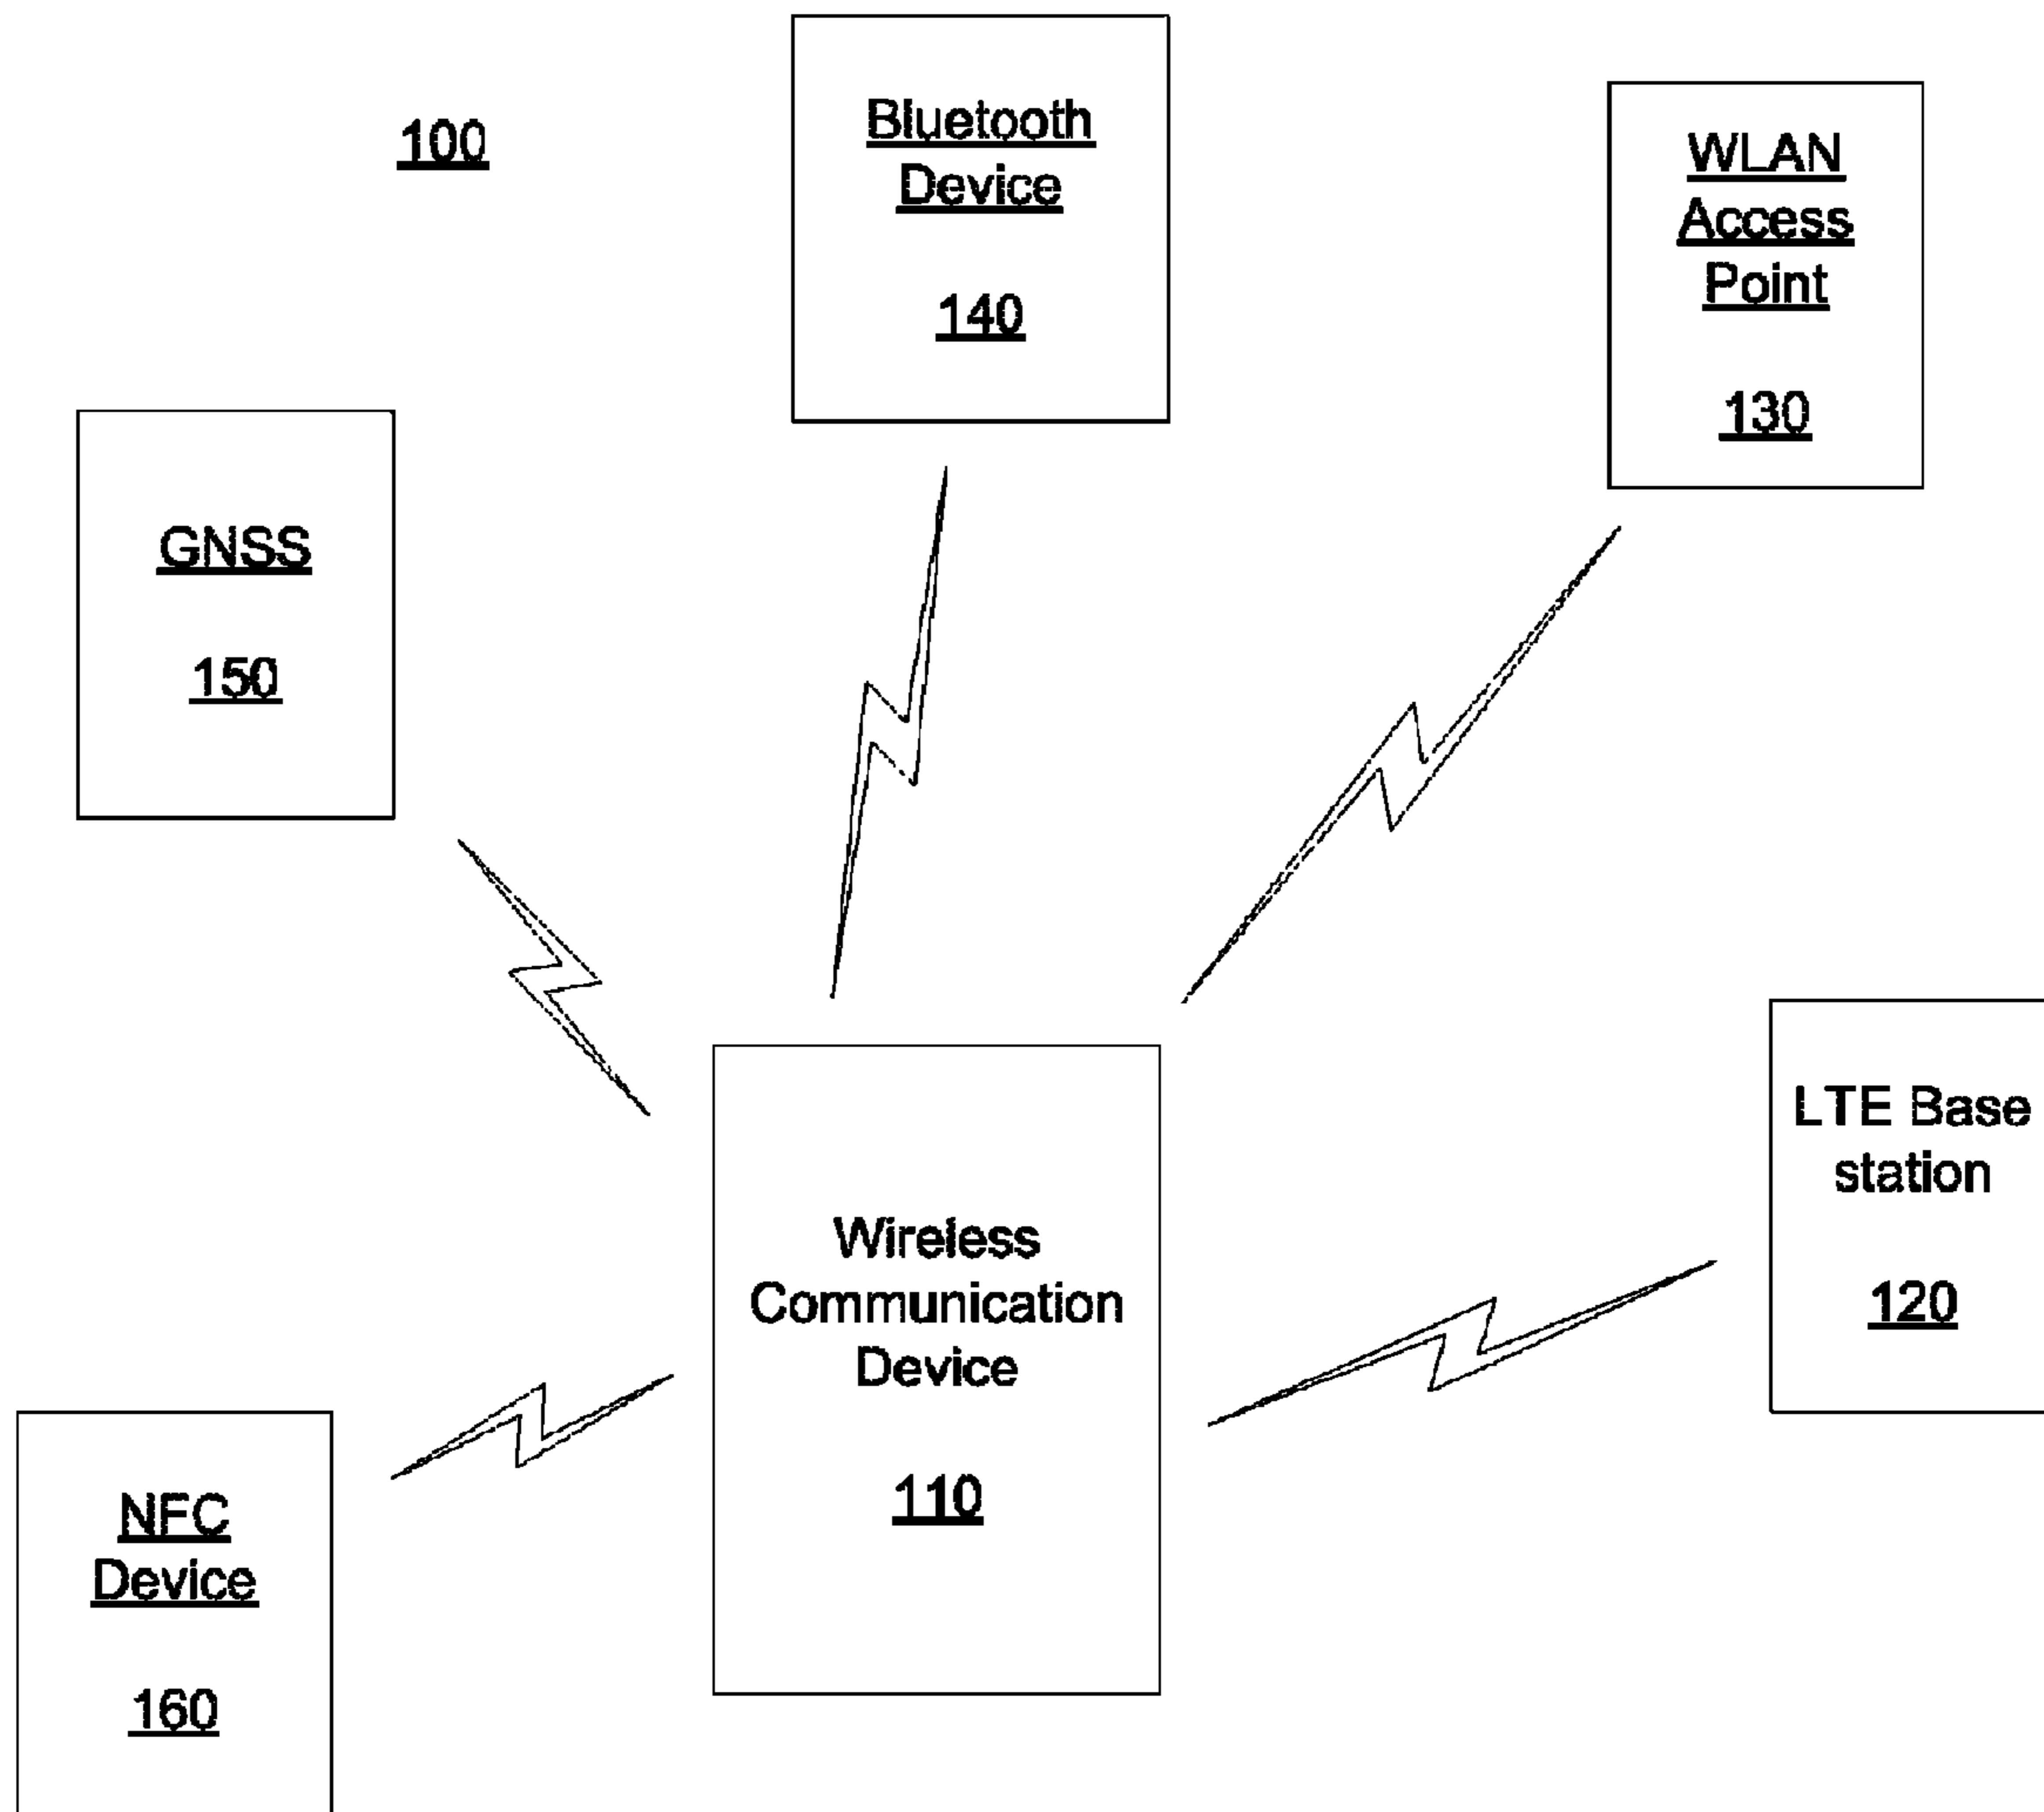 100
Bluetooth
Device
140
WLAN
Access
Point
130
GNSS
150
LTE Base
station
120
Wireless
Communication
Device
110
NFC
Device
160